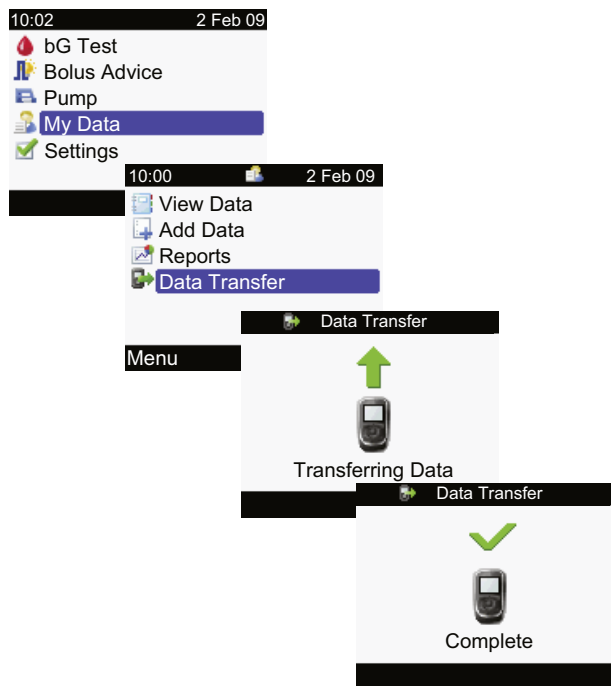 10:02 2 Feb 09
bG Test
Bolus Advice
Pump
My Data
Settings
10:00 2 Feb 09
View Data
Add Data
Reports
Data Transfer
Menu
Data Transfer
Transferring Data
Data Transfer
Complete